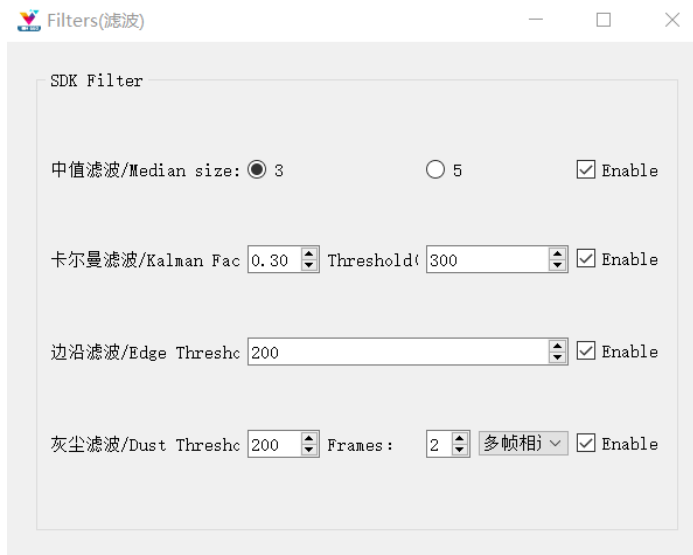 Filters(滤波)
SDK Filter
中值滤波/Median size: 3 5 Enable
卡尔曼滤波/Kalman Fac 0.30 Threshold( 300 Enable
边沿滤波/Edge Thresho 200 Enable
灰尘滤波/Dust Thresho 200 Frames: 2 多帧相 Enable